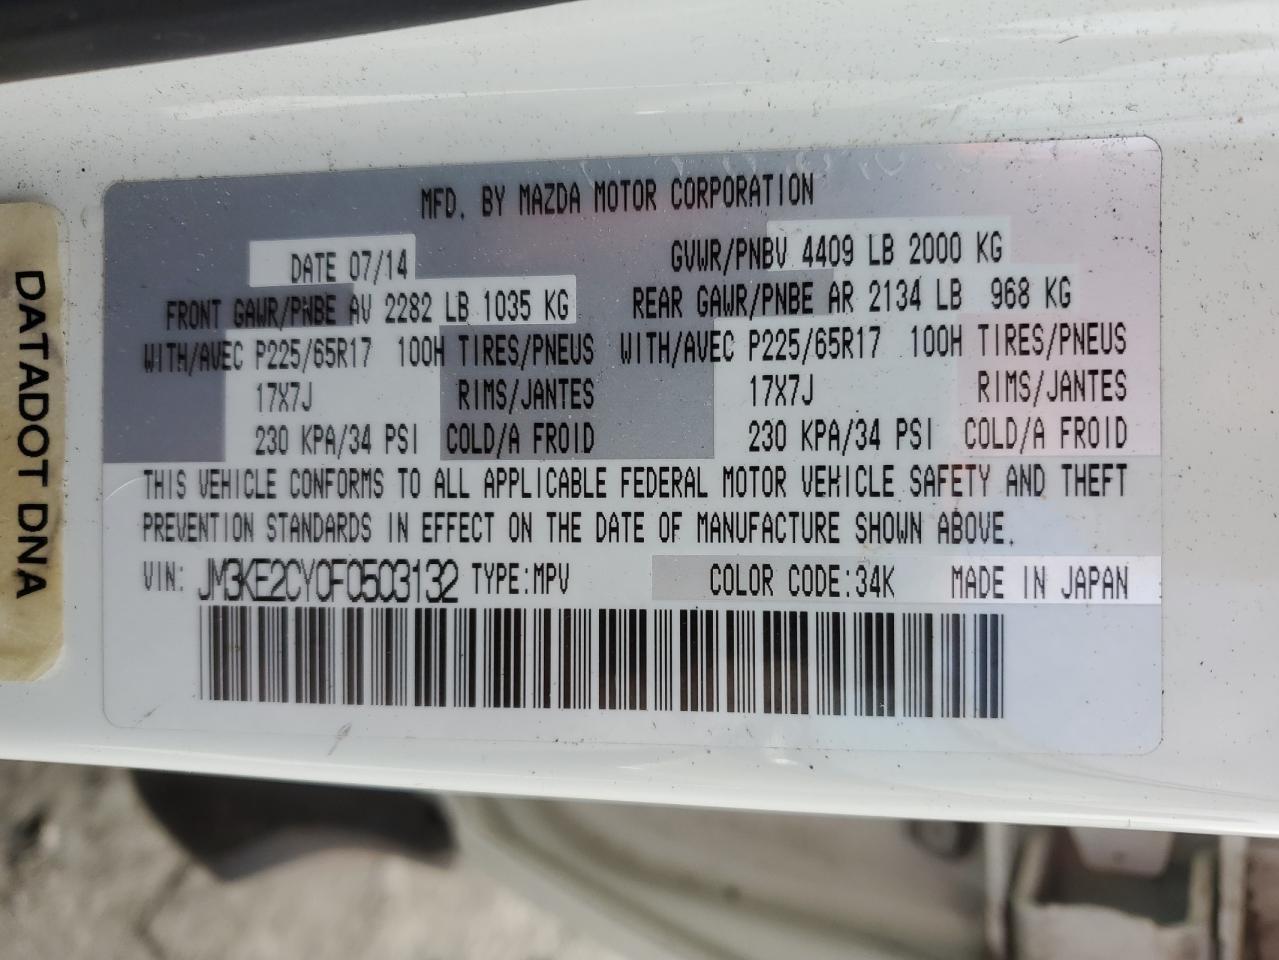 MFD. BY MAZDA MOTOR CORPORATION
DATE 07/14 GVWR/PNBV 4409 LB 2000 KG
FRONT GAWR/PNBE AV 2282 LB 1035 KG REAR GAWR/PNBE AR 2134 LB 968 KG
WITH/AVEC P225/65R17 100H TIRES/PNEUS WITH/AVEC P225/65R17 100H TIRES/PNEUS
17X7J RIMS/JANTES 17X7J RIMS/JANTES
230 KPA/34 PSI COLD/A FROID 230 KPA/34 PSI COLD/A FROID
THIS VEHICLE CONFORMS TO ALL APPLICABLE FEDERAL MOTOR VEHICLE SAFETY AND THEFT
PREVENTION STANDARDS IN EFFECT ON THE DATE OF MANUFACTURE SHOWN ABOVE.
VIN: JM3KE2CY0F0503132 TYPE:MPV COLOR CODE:34K MADE IN JAPAN
DATADOT DNA